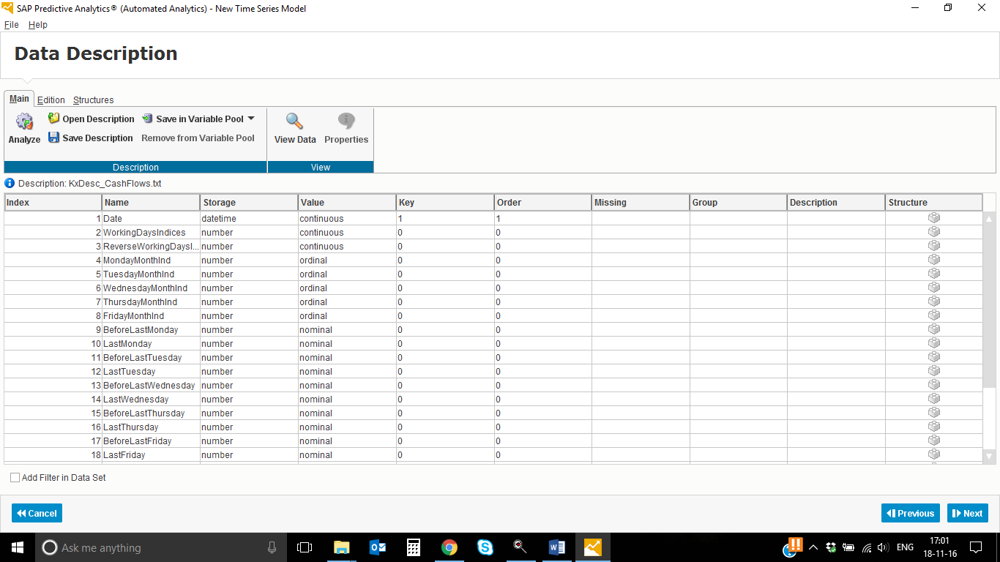 SAP Predictive Analytics® (Automated Analytics) - New Time Series Model
File Help
Data Description
Main Edition Structures
Analyze Open Description Save in Variable Pool View Data Properties
Save Description Remove from Variable Pool
Description View
Description: KxDesc_CashFlows.txt
Index Name Storage Value Key Order Missing Group Description Structure
1 Date datetime continuous 1 1
2 WorkingDaysIndices number continuous 0 0
3 ReverseWorkingDaysI... number continuous 0 0
4 MondayMonthInd number ordinal 0 0
5 TuesdayMonthInd number ordinal 0 0
6 WednesdayMonthInd number ordinal 0 0
7 ThursdayMonthInd number ordinal 0 0
8 FridayMonthInd number ordinal 0 0
9 BeforeLastMonday number nominal 0 0
10 LastMonday number nominal 0 0
11 BeforeLastTuesday number nominal 0 0
12 LastTuesday number nominal 0 0
13 BeforeLastWednesday number nominal 0 0
14 LastWednesday number nominal 0 0
15 BeforeLastThursday number nominal 0 0
16 LastThursday number nominal 0 0
17 BeforeLastFriday number nominal 0 0
18 LastFriday number nominal 0 0
Add Filter in Data Set
Cancel Previous Next
Ask me anything ENG 17:01
18-11-16